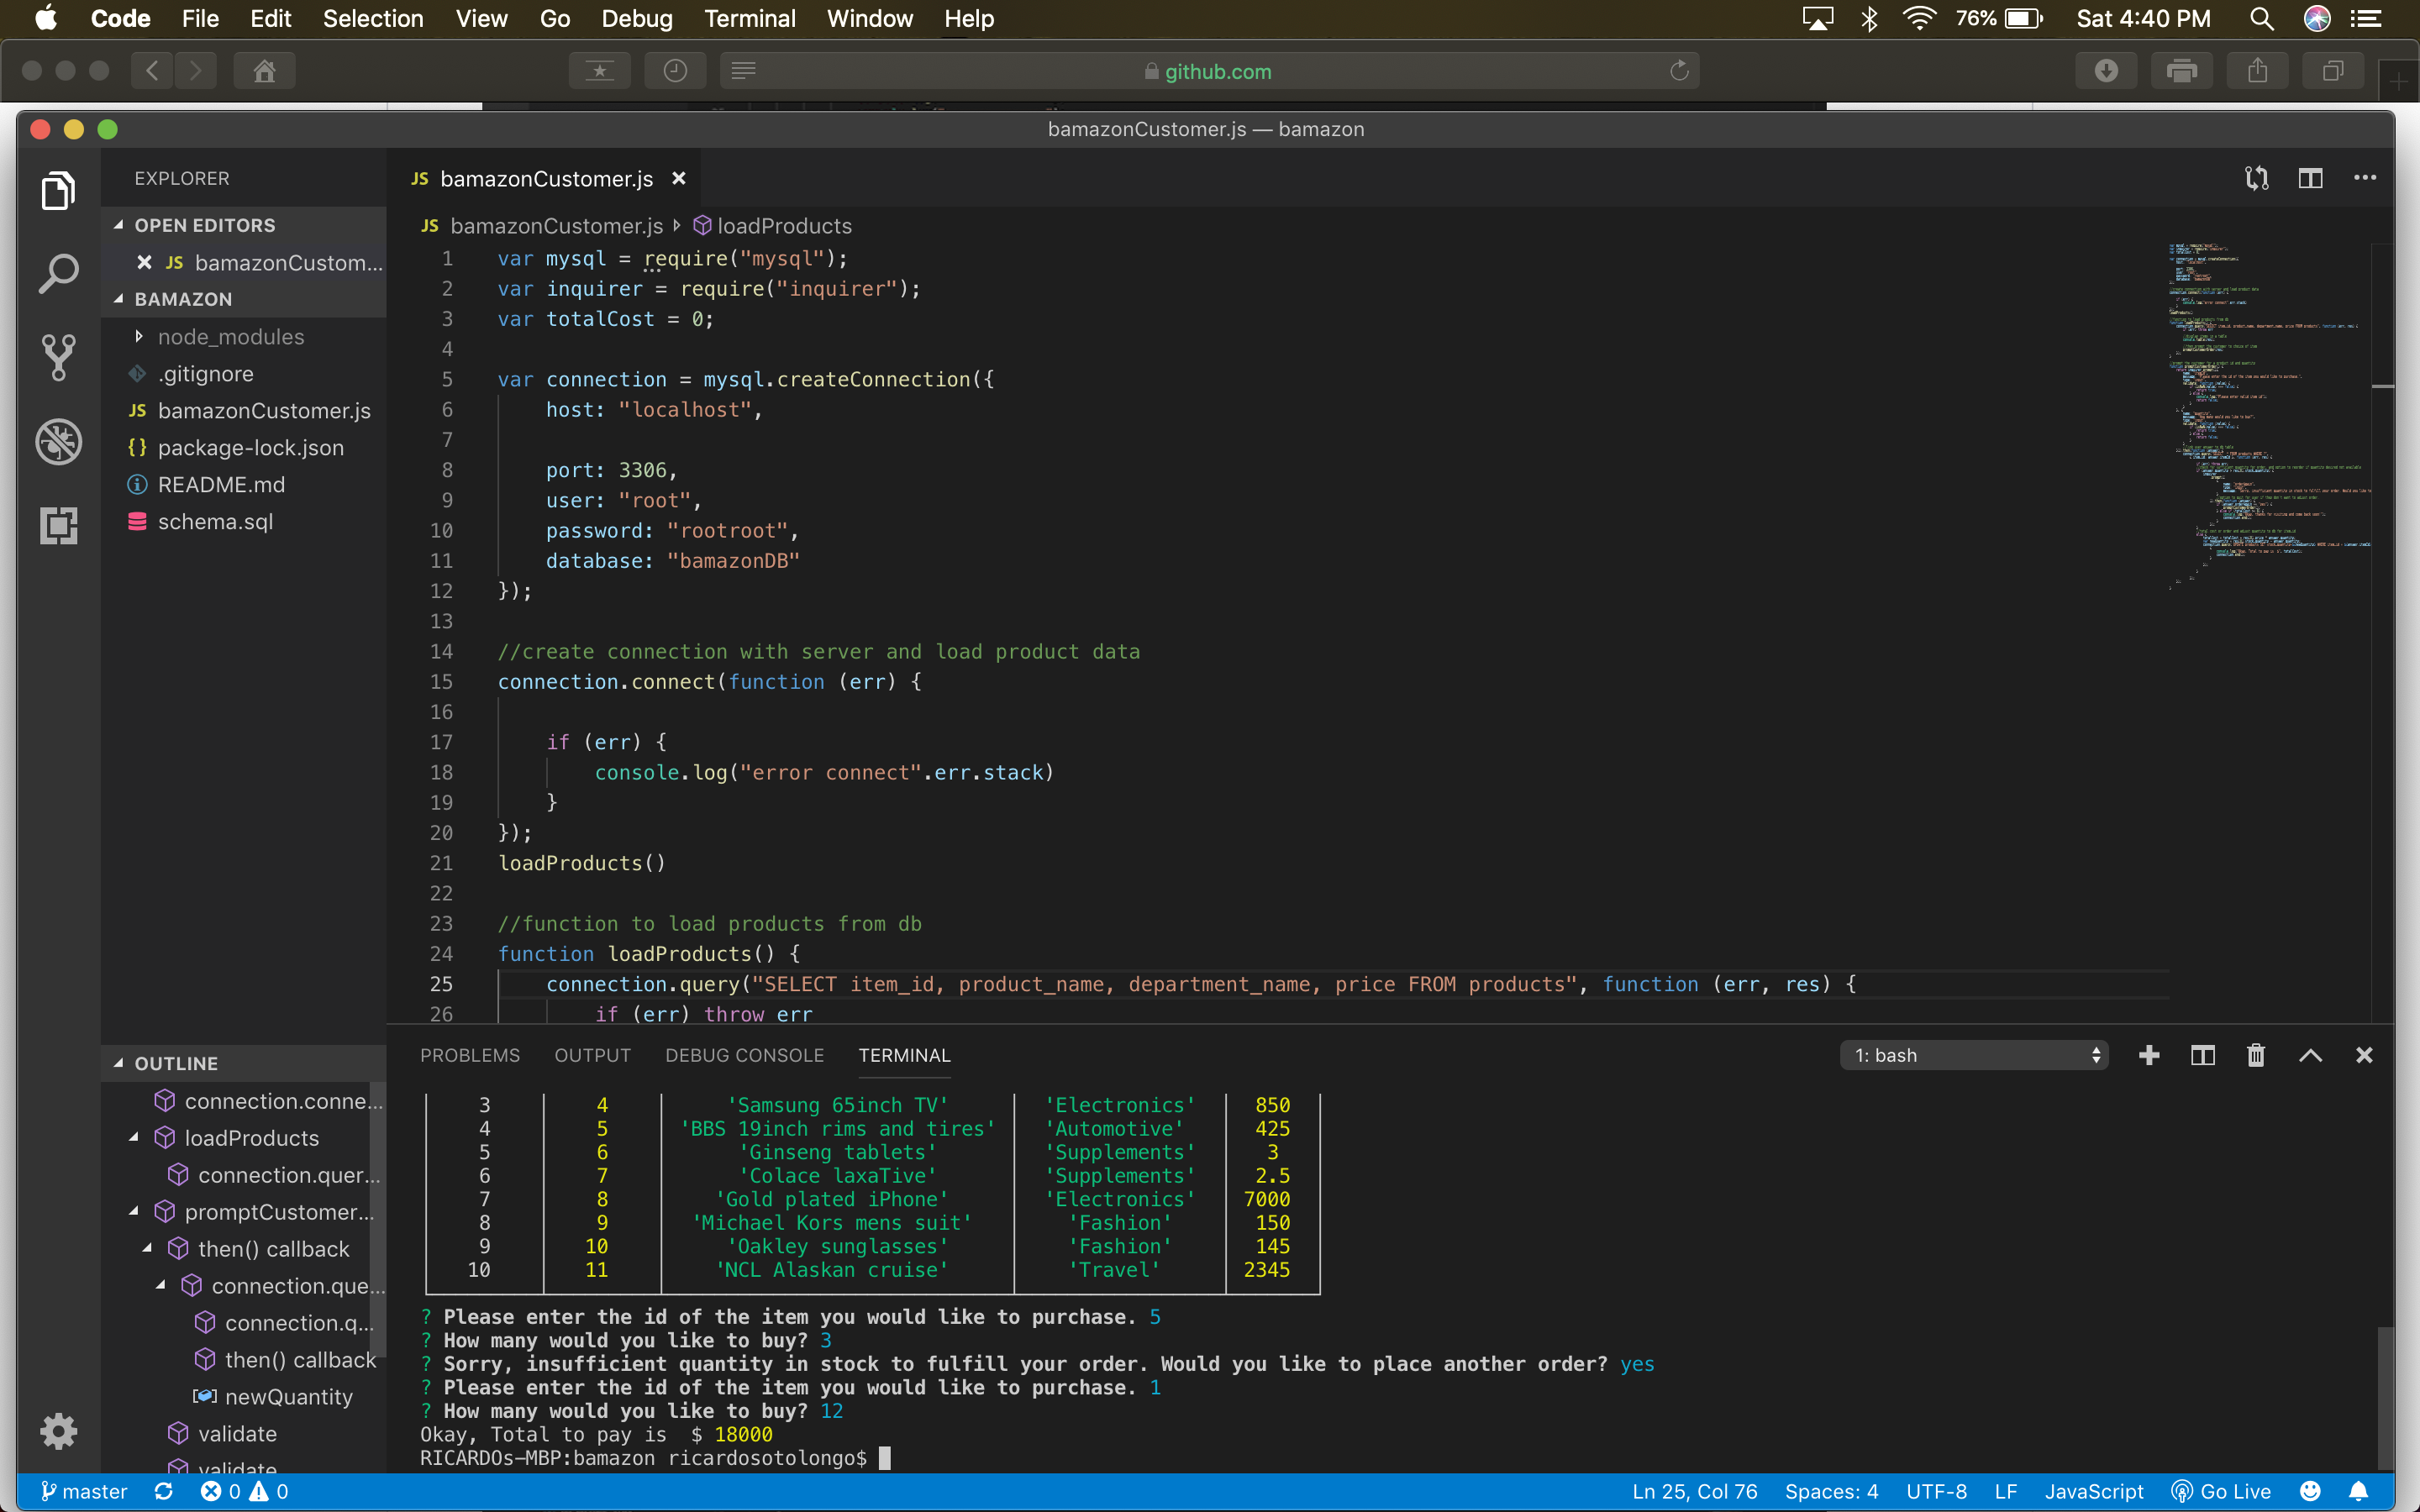 Code File Edit Selection View Go Debug Terminal Window Help 76% Sat 4:40 PM
github.com
bamazonCustomer.js — bamazon
EXPLORER
OPEN EDITORS
JS bamazonCustom...
BAMAZON
node_modules
.gitignore
JS bamazonCustomer.js
{} package-lock.json
README.md
schema.sql
OUTLINE
connection.conne...
loadProducts
connection.quer...
promptCustomer...
then() callback
connection.que...
connection.q...
then() callback
newQuantity
validate
validate
JS bamazonCustomer.js
JS bamazonCustomer.js loadProducts
1 var mysql = require("mysql");
2 var inquirer = require("inquirer");
3 var totalCost = 0;
4
5 var connection = mysql.createConnection({
6 host: "localhost",
7
8 port: 3306,
9 user: "root",
10 password: "rootroot",
11 database: "bamazonDB"
12 });
13
14 //create connection with server and load product data
15 connection.connect(function (err) {
16
17 if (err) {
18 console.log("error connect".err.stack)
19 }
20 });
21 loadProducts()
22
23 //function to load products from db
24 function loadProducts() {
25 connection.query("SELECT item_id, product_name, department_name, price FROM products", function (err, res) {
26 if (err) throw err
PROBLEMS OUTPUT DEBUG CONSOLE TERMINAL 1: bash
3 4 'Samsung 65inch TV' 'Electronics' 850
4 5 'BBS 19inch rims and tires' 'Automotive' 425
5 6 'Ginseng tablets' 'Supplements' 3
6 7 'Colace laxaTive' 'Supplements' 2.5
7 8 'Gold plated iPhone' 'Electronics' 7000
8 9 'Michael Kors mens suit' 'Fashion' 150
9 10 'Oakley sunglasses' 'Fashion' 145
10 11 'NCL Alaskan cruise' 'Travel' 2345
? Please enter the id of the item you would like to purchase. 5
? How many would you like to buy? 3
? Sorry, insufficient quantity in stock to fulfill your order. Would you like to place another order? yes
? Please enter the id of the item you would like to purchase. 1
? How many would you like to buy? 12
Okay, Total to pay is $ 18000
RICARDOs-MBP:bamazon ricardosotolongo$
master 0 0 Ln 25, Col 76 Spaces: 4 UTF-8 LF JavaScript Go Live